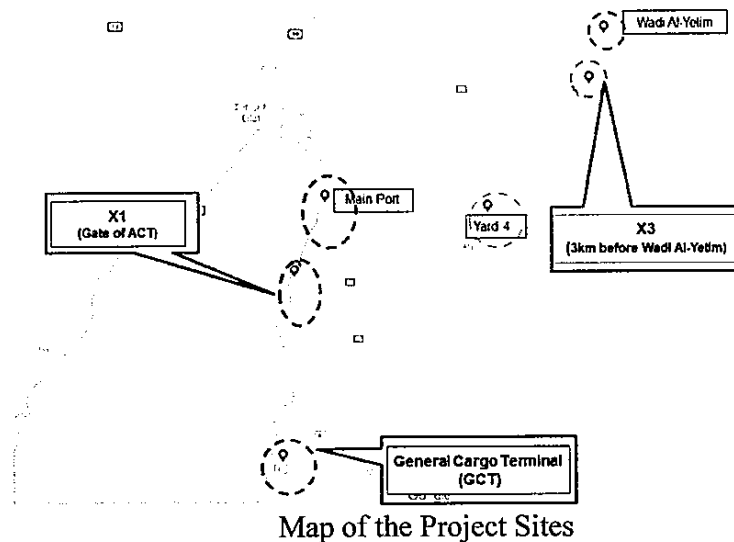 Wadi Al-Yetim
X1
(Gate of ACT)
Main Port
Yard 4
X3
(3km before Wadi Al-Yetim)
General Cargo Terminal
(GCT)
Map of the Project Sites